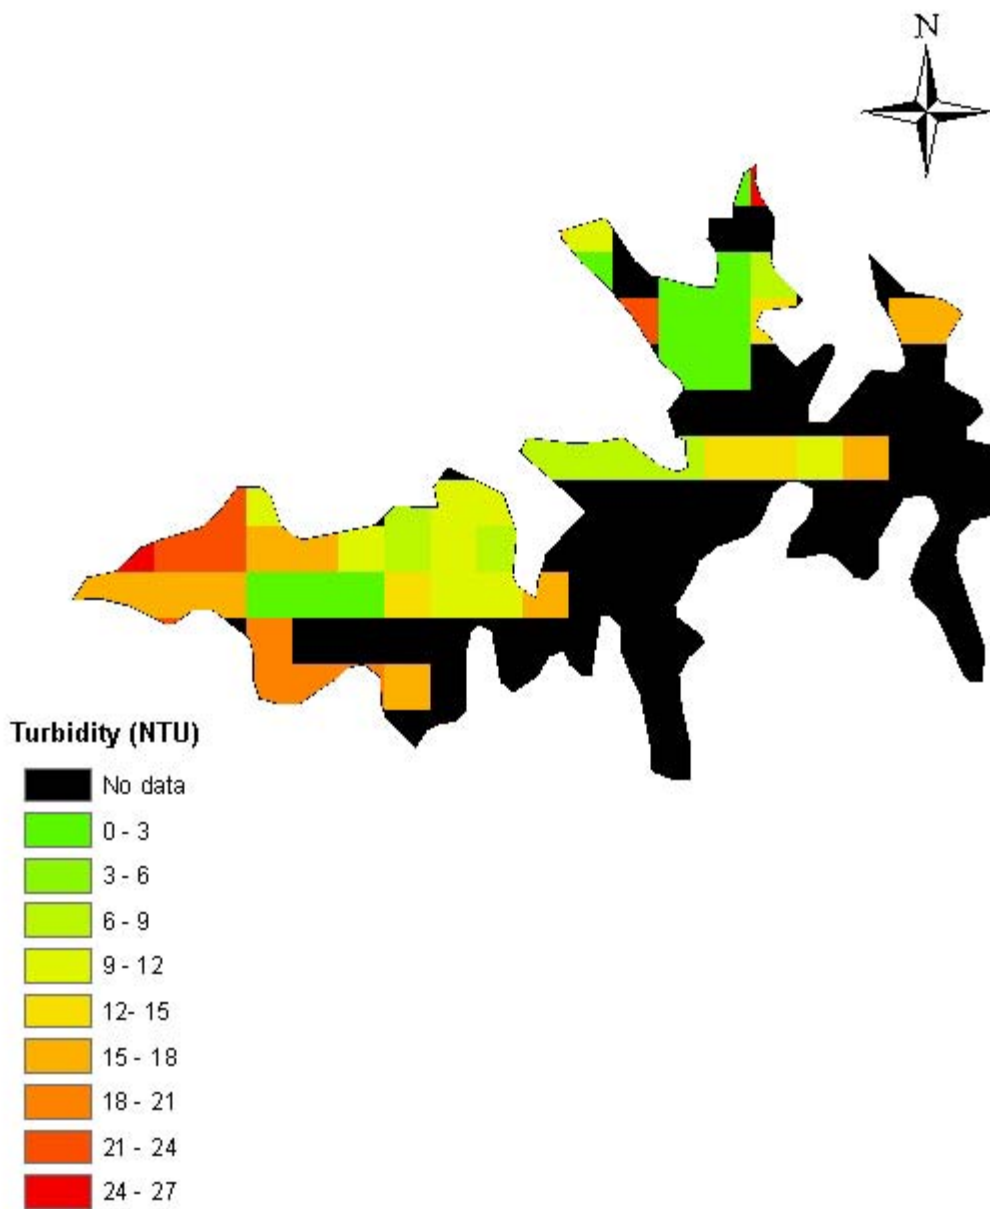 N
Turbidity (NTU)
No data
0 - 3
3 - 6
6 - 9
9 - 12
12- 15
15 - 18
18 - 21
21 - 24
24 - 27